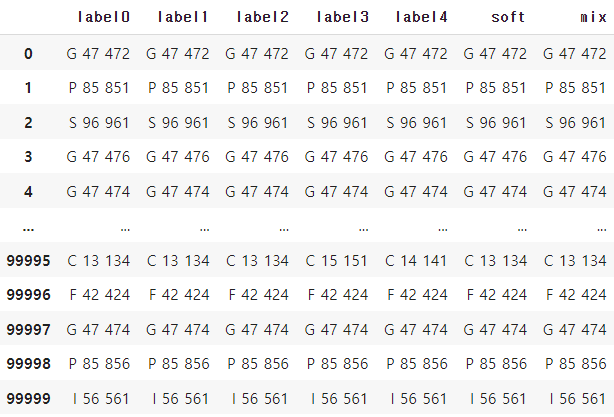 label0 label1 label2 label3 label4 soft mix
0 G 47 472 G 47 472 G 47 472 G 47 472 G 47 472 G 47 472 G 47 472
1 P 85 851 P 85 851 P 85 851 P 85 851 P 85 851 P 85 851 P 85 851
2 S 96 961 S 96 961 S 96 961 S 96 961 S 96 961 S 96 961 S 96 961
3 G 47 476 G 47 476 G 47 476 G 47 476 G 47 476 G 47 476 G 47 476
4 G 47 474 G 47 474 G 47 474 G 47 474 G 47 474 G 47 474 G 47 474
... ... ... ... ... ... ... ...
99995 C 13 134 C 13 134 C 13 134 C 15 151 C 14 141 C 13 134 C 13 134
99996 F 42 424 F 42 424 F 42 424 F 42 424 F 42 424 F 42 424 F 42 424
99997 G 47 474 G 47 474 G 47 474 G 47 474 G 47 474 G 47 474 G 47 474
99998 P 85 856 P 85 856 P 85 856 P 85 856 P 85 856 P 85 856 P 85 856
99999 I 56 561 I 56 561 I 56 561 I 56 561 I 56 561 I 56 561 I 56 561